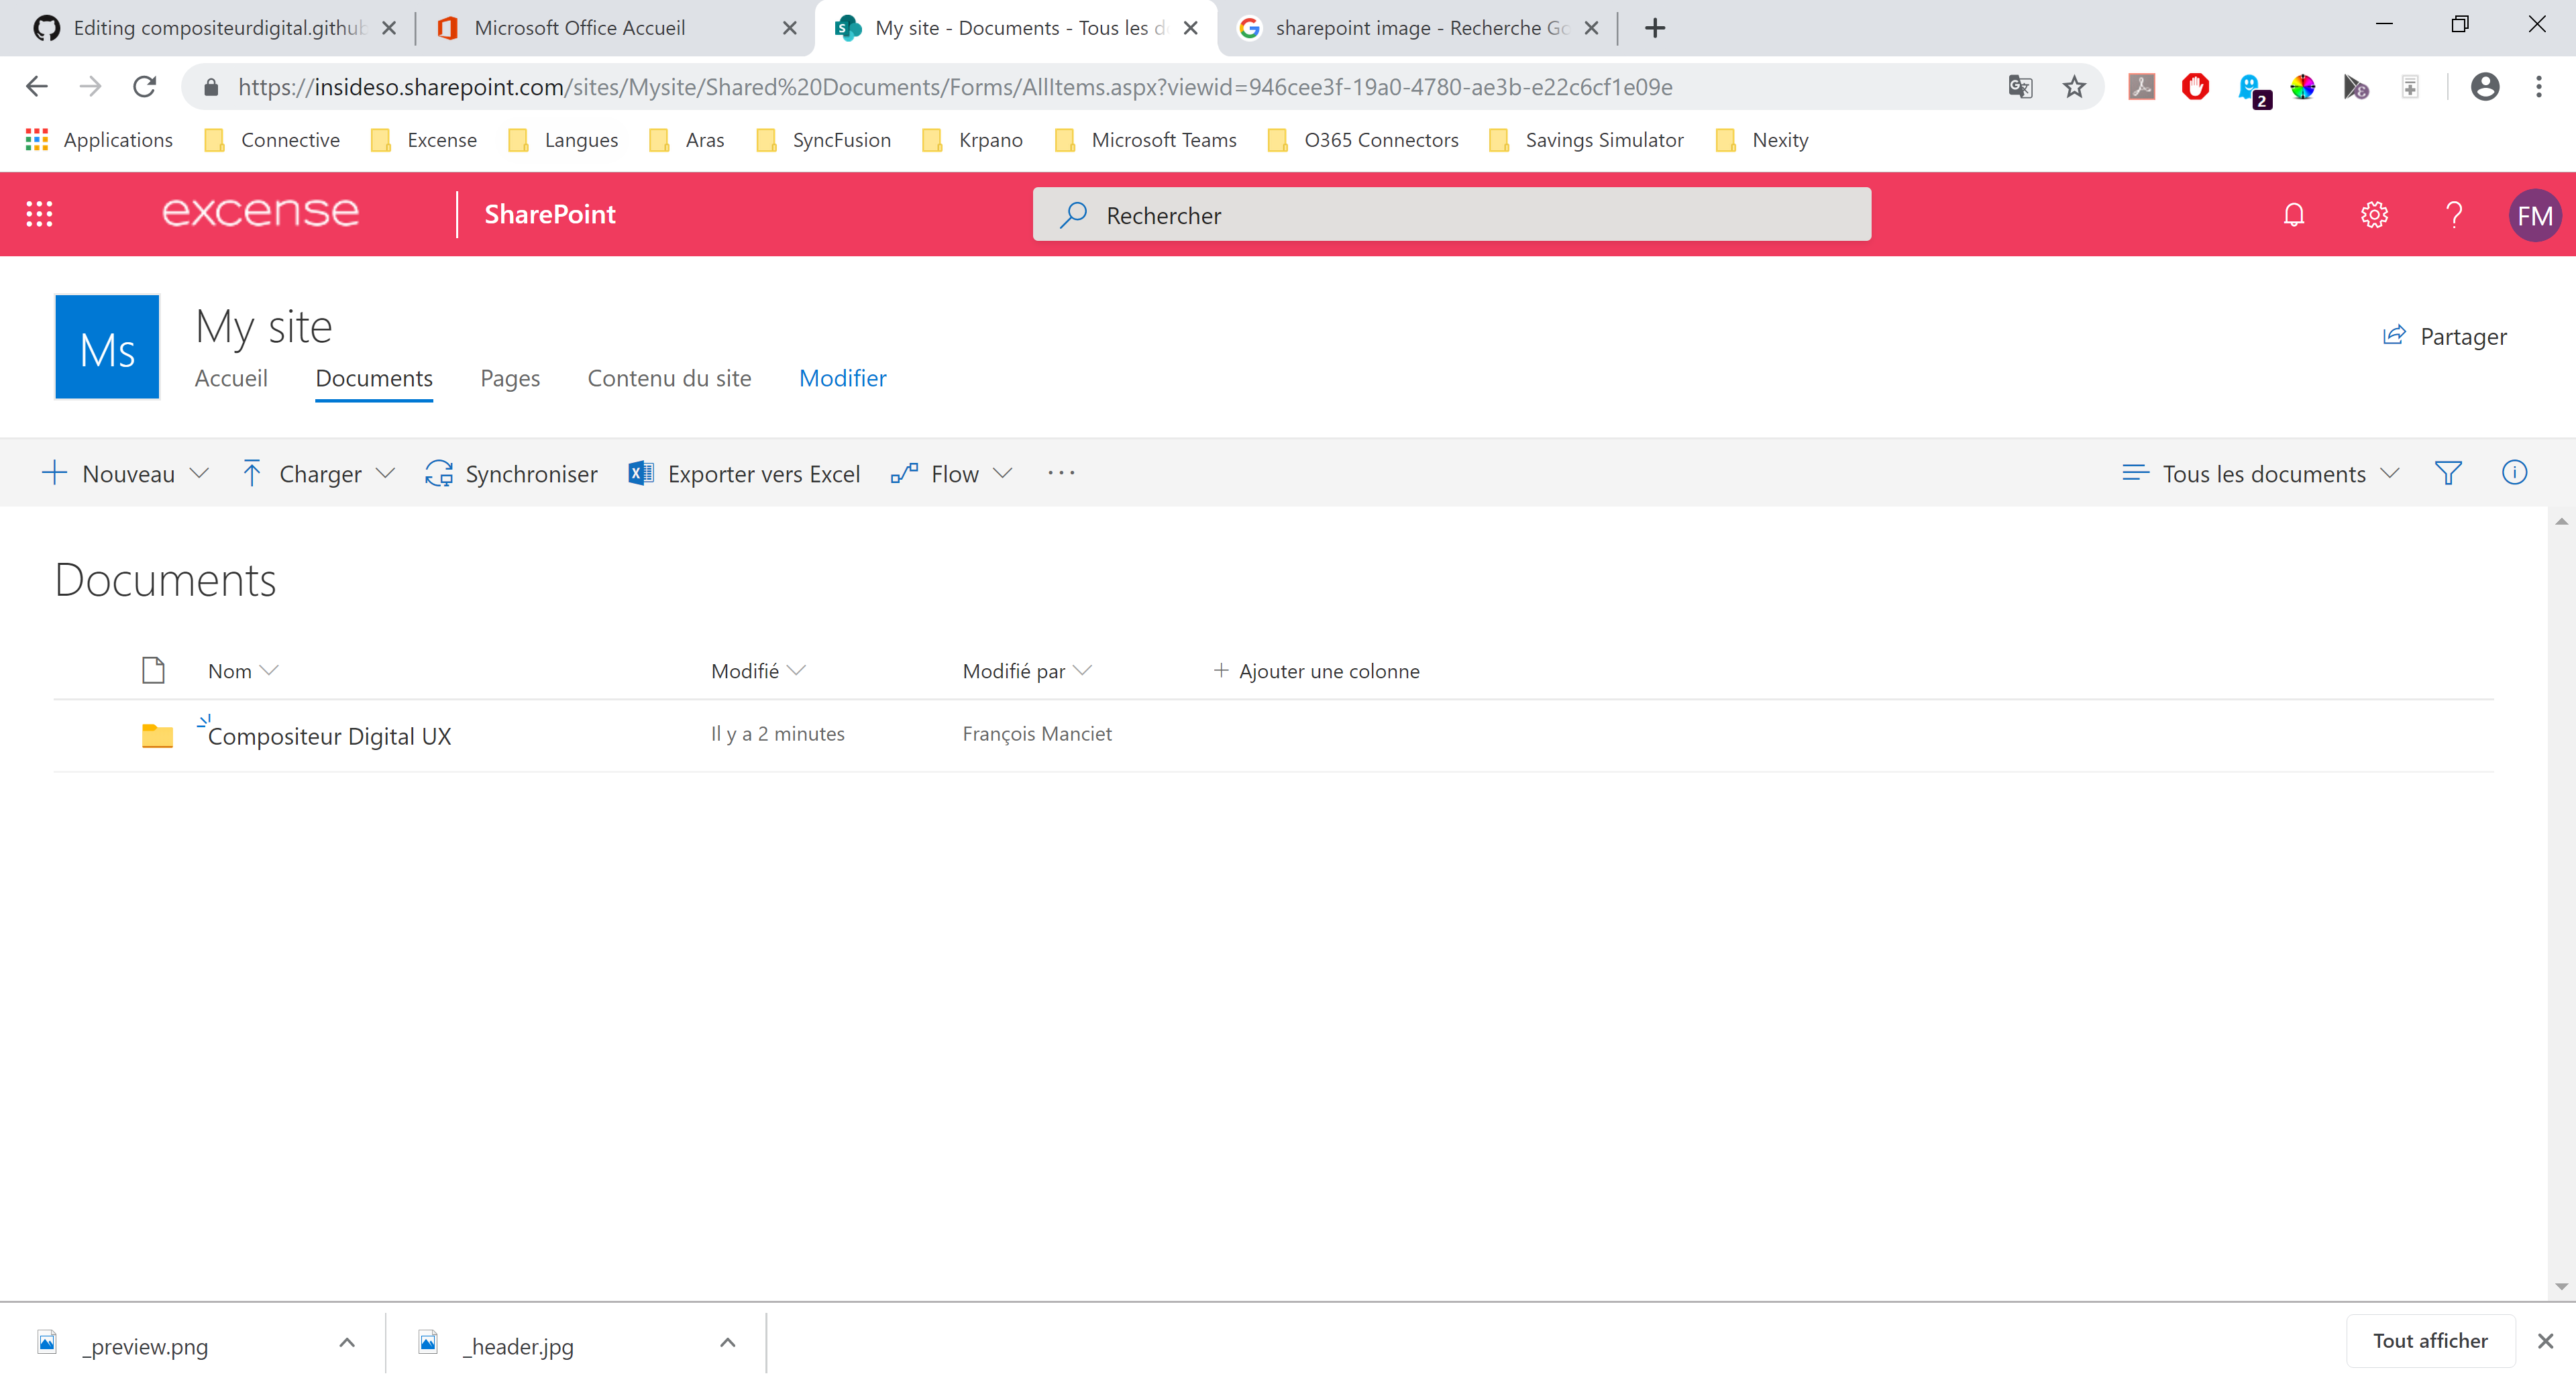 Editing compositeurdigital.github
Microsoft Office Accueil
My site - Documents - Tous les d
sharepoint image - Recherche Go
https://insideso.sharepoint.com/sites/Mysite/Shared%20Documents/Forms/AllItems.aspx?viewid=946cee3f-19a0-4780-ae3b-e22c6cf1e09e
2
Applications
Connective
Excense
Langues
Aras
SyncFusion
Krpano
Microsoft Teams
O365 Connectors
Savings Simulator
Nexity
excense
SharePoint
Rechercher
FM
Ms
My site
Partager
Accueil
Documents
Pages
Contenu du site
Modifier
Nouveau
Charger
Synchroniser
Exporter vers Excel
Flow
Tous les documents
Documents
Nom
Modifié
Modifié par
Ajouter une colonne
Compositeur Digital UX
Il y a 2 minutes
François Manciet
_preview.png
_header.jpg
Tout afficher